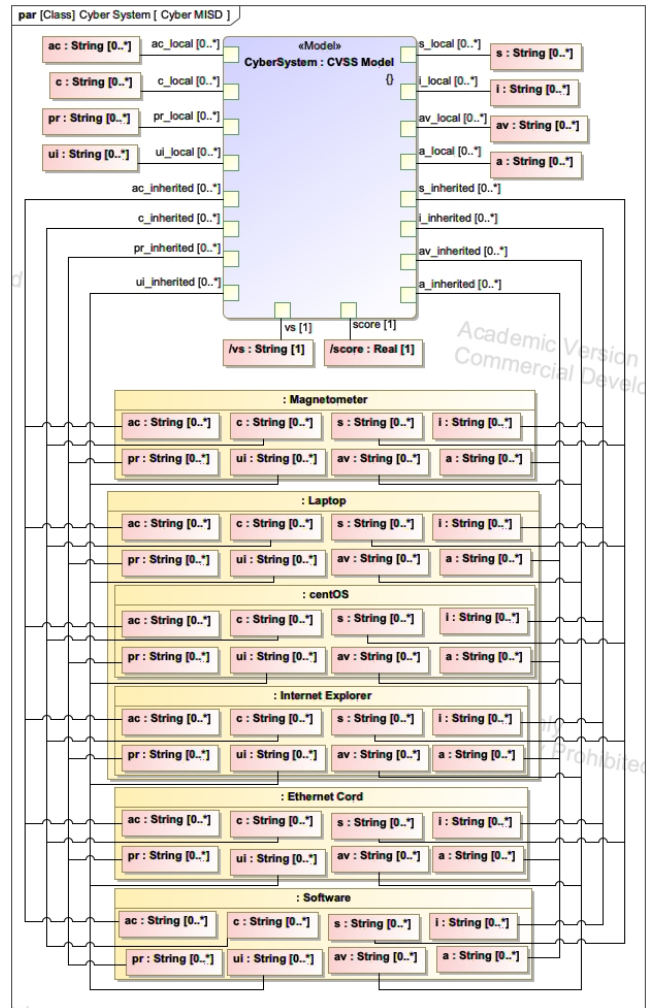 par [Class] Cyber System [ Cyber MISD ]
ac : String [0..*]
ac_local [0..*]
«Model»
s_local [0..*]
s : String [0..*]
CyberSystem : CVSS Model
{}
c : String [0..*]
c_local [0..*]
i_local [0..*]
i : String [0..*]
pr : String [0..*]
pr_local [0..*]
av_local [0..*]
av : String [0..*]
ui : String [0..*]
ui_local [0..*]
a_local [0..*]
a : String [0..*]
ac_inherited [0..*]
s_inherited [0..*]
c_inherited [0..*]
i_inherited [0..*]
pr_inherited [0..*]
av_inherited [0..*]
ui_inherited [0..*]
a_inherited [0..*]
vs [1]
score [1]
/vs : String [1]
/score : Real [1]
Academic Version
Commercial Develo
: Magnetometer
ac : String [0..*]
c : String [0..*]
s : String [0..*]
i : String [0..*]
pr : String [0..*]
ui : String [0..*]
av : String [0..*]
a : String [0..*]
: Laptop
ac : String [0..*]
c : String [0..*]
s : String [0..*]
i : String [0..*]
pr : String [0..*]
ui : String [0..*]
av : String [0..*]
a : String [0..*]
: centOS
ac : String [0..*]
c : String [0..*]
s : String [0..*]
i : String [0..*]
pr : String [0..*]
ui : String [0..*]
av : String [0..*]
a : String [0..*]
: Internet Explorer
ac : String [0..*]
c : String [0..*]
s : String [0..*]
i : String [0..*]
pr : String [0..*]
ui : String [0..*]
av : String [0..*]
a : String [0..*]
Prohibited
: Ethernet Cord
ac : String [0..*]
c : String [0..*]
s : String [0..*]
i : String [0..*]
pr : String [0..*]
ui : String [0..*]
av : String [0..*]
a : String [0..*]
: Software
ac : String [0..*]
c : String [0..*]
s : String [0..*]
i : String [0..*]
pr : String [0..*]
ui : String [0..*]
av : String [0..*]
a : String [0..*]